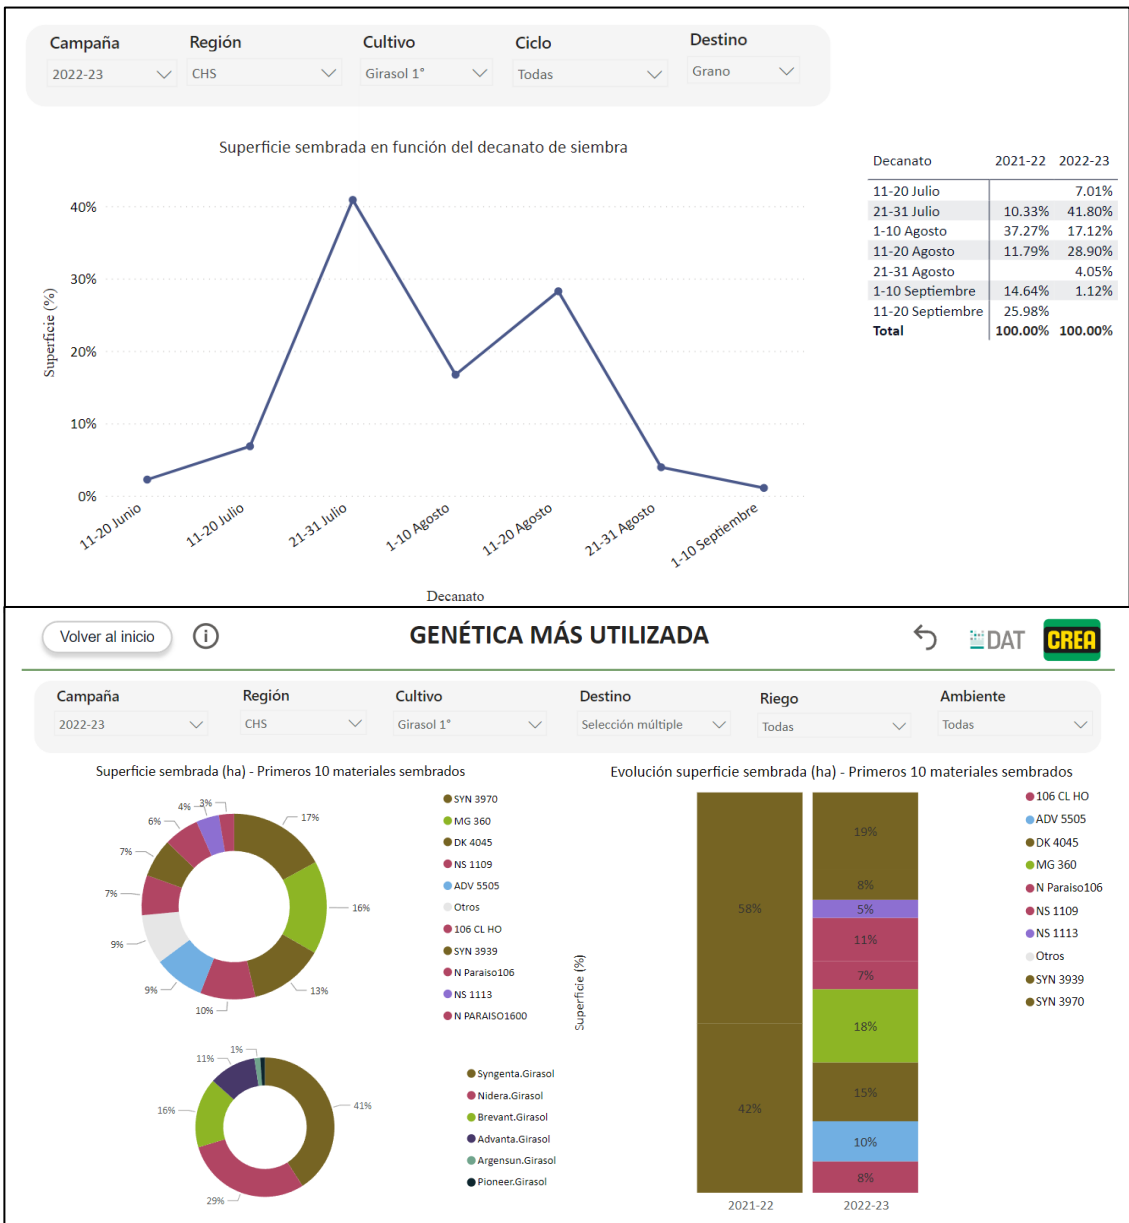 Campaña Región Cultivo Ciclo Destino
2022-23 CHS Girasol 1° Todas Grano
Superficie sembrada en función del decanato de siembra
Superficie (%)
40%
30%
20%
10%
0%
11-20 Junio
11-20 Julio
21-31 Julio
1-10 Agosto
11-20 Agosto
21-31 Agosto
1-10 Septiembre
Decanato
Decanato 2021-22 2022-23
11-20 Julio 7.01%
21-31 Julio 10.33% 41.80%
1-10 Agosto 37.27% 17.12%
11-20 Agosto 11.79% 28.90%
21-31 Agosto 4.05%
1-10 Septiembre 14.64% 1.12%
11-20 Septiembre 25.98%
Total 100.00% 100.00%
Volver al inicio
GENÉTICA MÁS UTILIZADA
DAT
CREA
Campaña Región Cultivo Destino Riego Ambiente
2022-23 CHS Girasol 1° Selección múltiple Todas Todas
Superficie sembrada (ha) - Primeros 10 materiales sembrados
17%
16%
13%
10%
9%
9%
7%
7%
6%
4%
3%
SYN 3970
MG 360
DK 4045
NS 1109
ADV 5505
Otros
106 CL HO
SYN 3939
N Paraiso106
NS 1113
N PARAISO1600
41%
29%
16%
11%
1%
Syngenta.Girasol
Nidera.Girasol
Brevant.Girasol
Advanta.Girasol
Argensun.Girasol
Pioneer.Girasol
Evolución superficie sembrada (ha) - Primeros 10 materiales sembrados
Superficie (%)
58%
42%
19%
8%
5%
11%
7%
18%
15%
10%
8%
2021-22 2022-23
106 CL HO
ADV 5505
DK 4045
MG 360
N Paraiso106
NS 1109
NS 1113
Otros
SYN 3939
SYN 3970